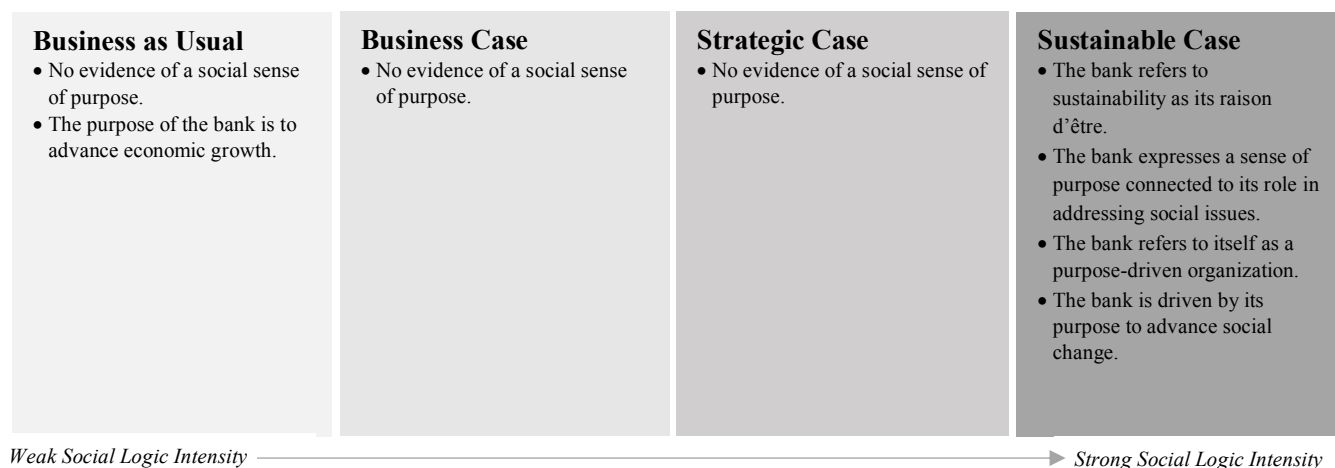 Business as Usual
• No evidence of a social sense
of purpose.
• The purpose of the bank is to
advance economic growth.
Business Case
• No evidence of a social sense
of purpose.
Strategic Case
• No evidence of a social sense of
purpose.
Sustainable Case
• The bank refers to
sustainability as its raison
d’être.
• The bank expresses a sense of
purpose connected to its role in
addressing social issues.
• The bank refers to itself as a
purpose-driven organization.
• The bank is driven by its
purpose to advance social
change.
Weak Social Logic Intensity
Strong Social Logic Intensity